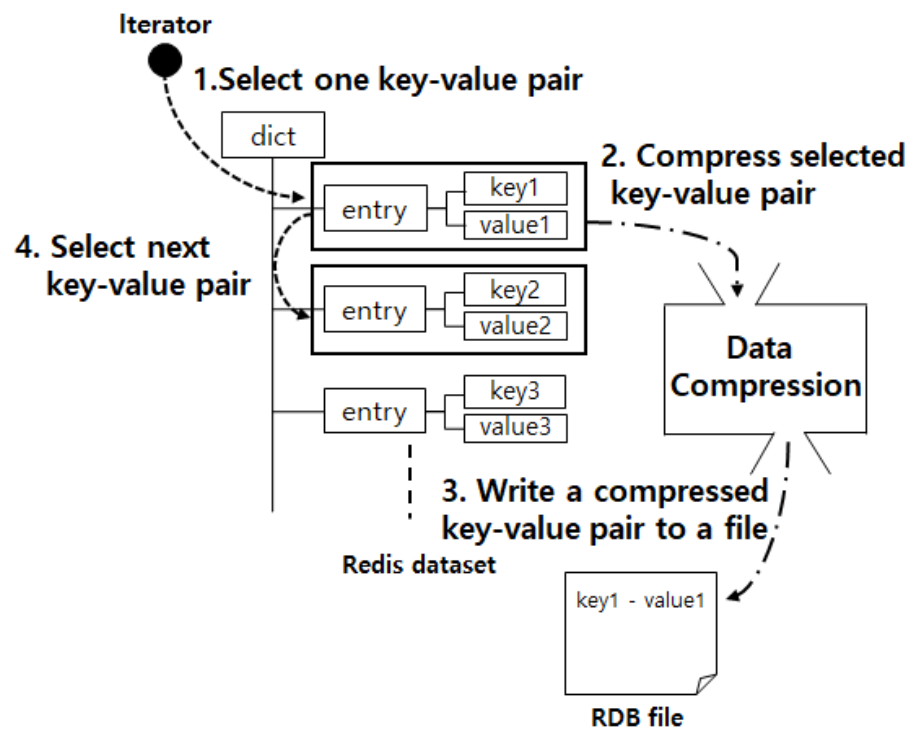 Iterator
1.Select one key-value pair
dict
2. Compress selected
key-value pair
entry
key1
value1
4. Select next
key-value pair
entry
key2
value2
Data
Compression
entry
key3
value3
3. Write a compressed
key-value pair to a file
Redis dataset
key1 - value1
RDB file